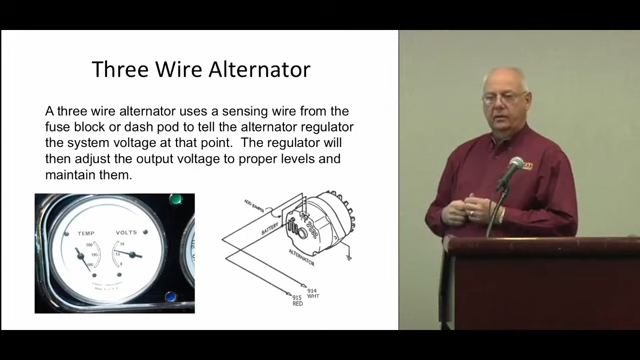 Three Wire Alternator
A three wire alternator uses a sensing wire from the
fuse block or dash pod to tell the alternator regulator
the system voltage at that point. The regulator will
then adjust the output voltage to proper levels and
maintain them.
TEMP
VOLTS
BATTERY
ALTERNATOR
914
WHT
915
RED